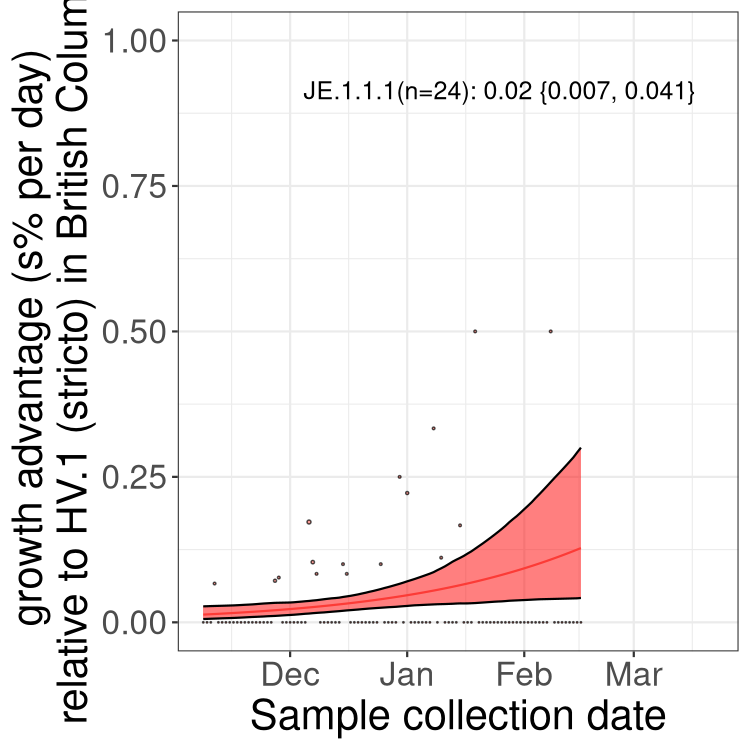 growth advantage (s% per day)
relative to HV.1 (stricto) in British Colum
1.00
0.75
0.50
0.25
0.00
JE.1.1.1(n=24): 0.02 {0.007, 0.041}
Dec Jan Feb Mar
Sample collection date